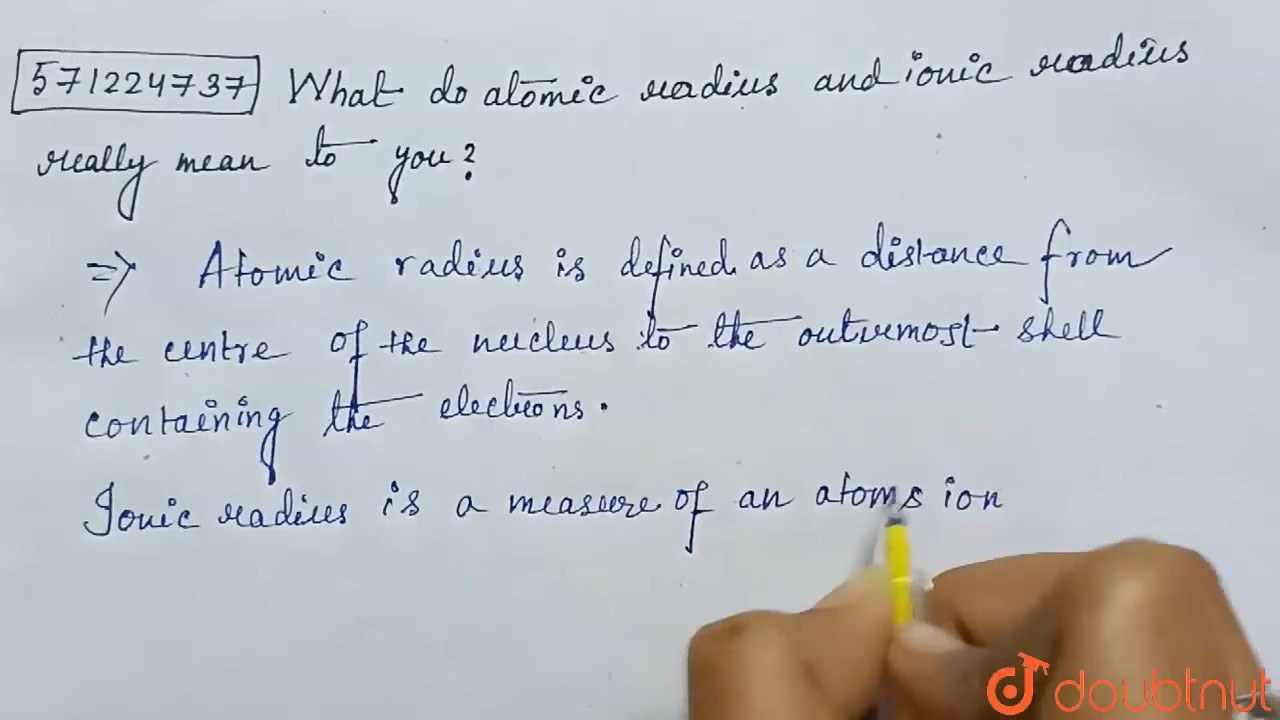 571224737 What do atomic radius and ionic radius
really mean to you?
⇒ Atomic radius is defined as a distance from
the centre of the nucleus to the outermost shell
containing the electrons.
Ionic radius is a measure of an atoms ion
doubtnut